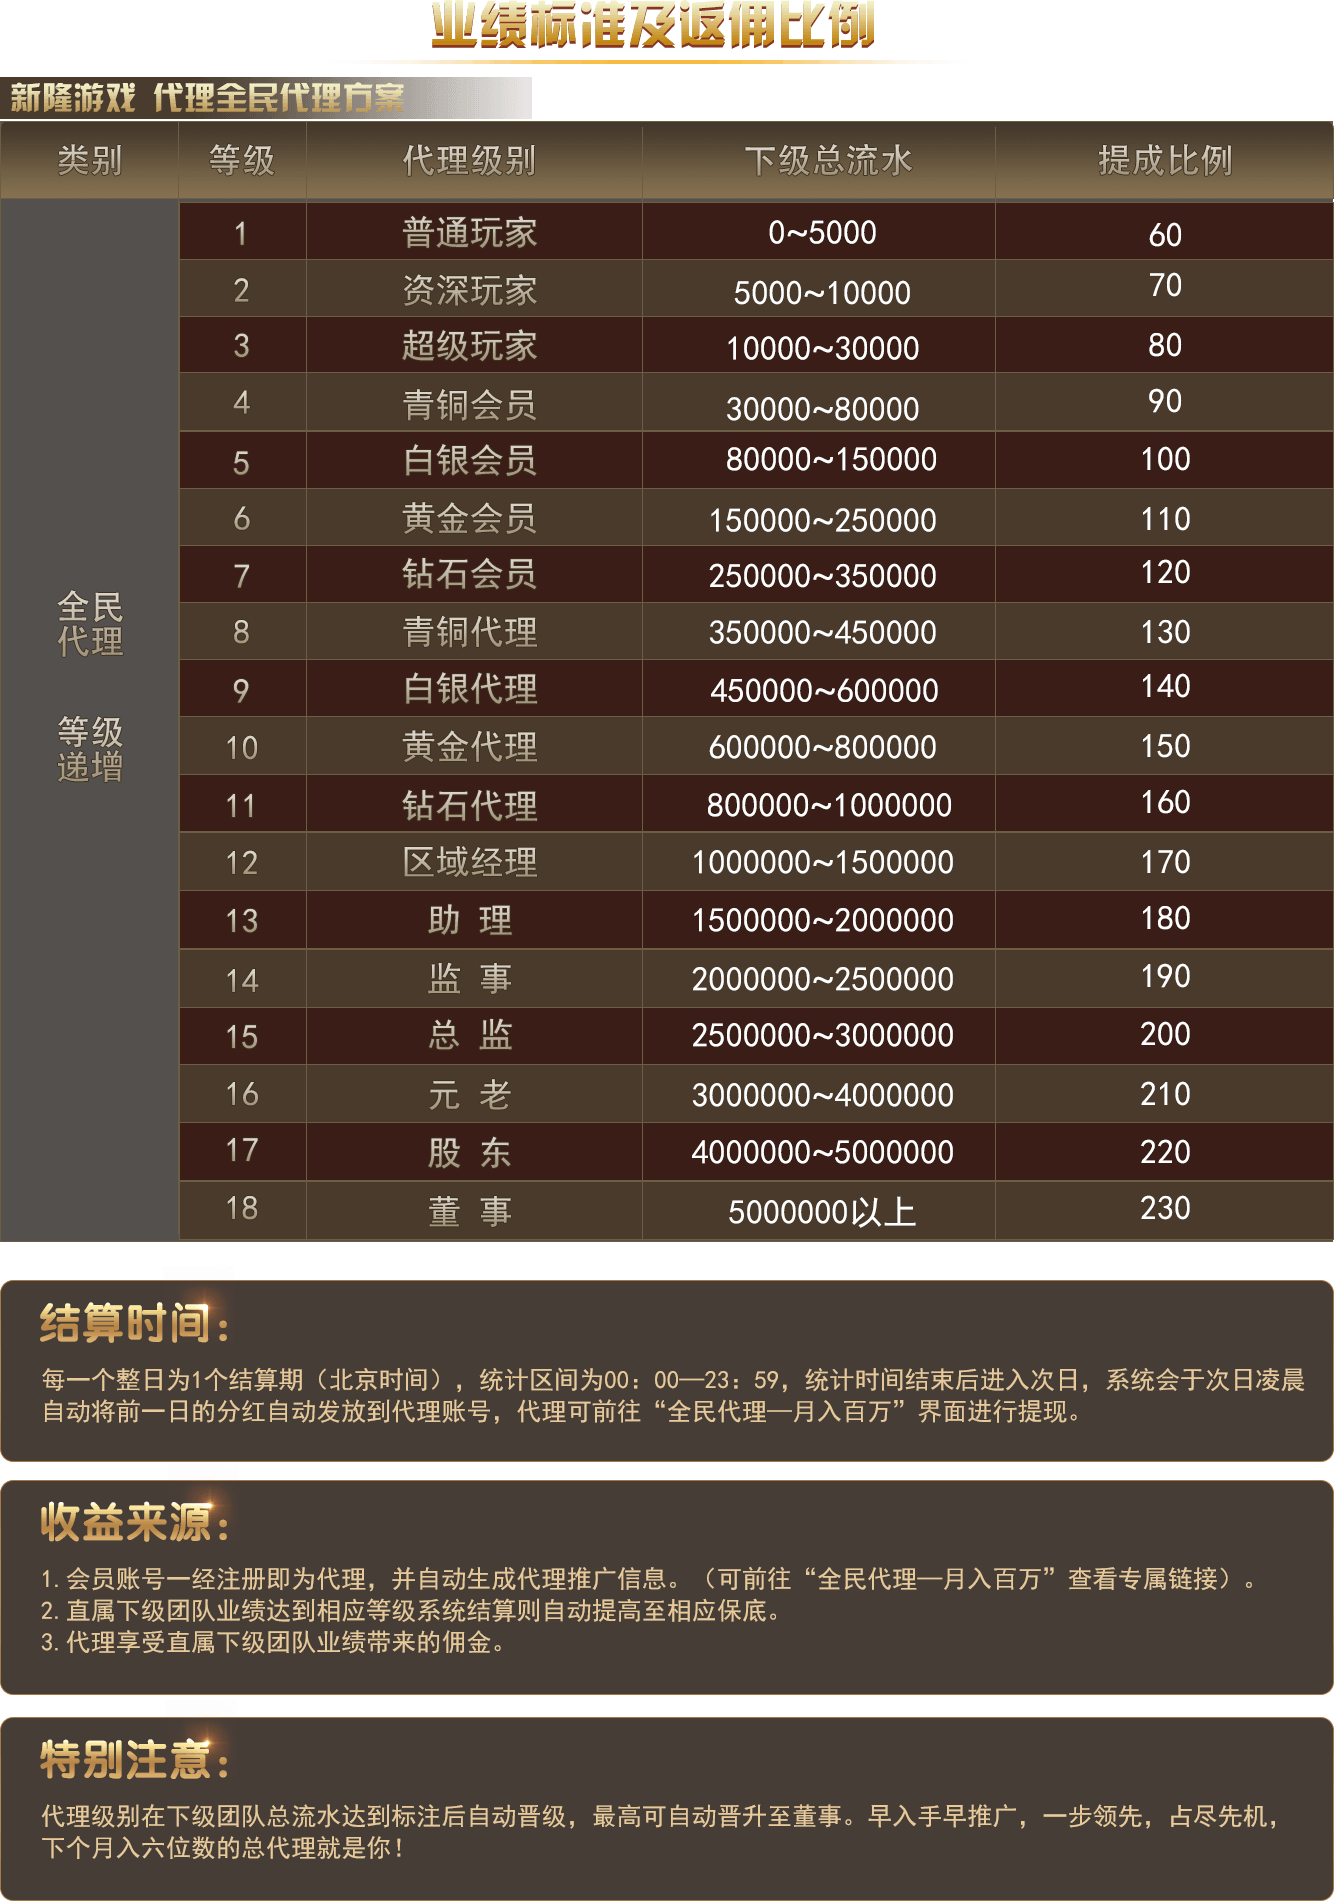 业绩标准及返佣比例
新隆游戏 代理全民代理方案
类别 等级 代理级别 下级总流水 提成比例
1 普通玩家 0~5000 60
2 资深玩家 5000~10000 70
3 超级玩家 10000~30000 80
4 青铜会员 30000~80000 90
5 白银会员 80000~150000 100
6 黄金会员 150000~250000 110
7 钻石会员 250000~350000 120
全民
代理
8 青铜代理 350000~450000 130
9 白银代理 450000~600000 140
等级
递增
10 黄金代理 600000~800000 150
11 钻石代理 800000~1000000 160
12 区域经理 1000000~1500000 170
13 助 理 1500000~2000000 180
14 监 事 2000000~2500000 190
15 总 监 2500000~3000000 200
16 元 老 3000000~4000000 210
17 股 东 4000000~5000000 220
18 董 事 5000000以上 230
结算时间：
每一个整日为1个结算期（北京时间），统计区间为00：00—23：59，统计时间结束后进入次日，系统会于次日凌晨
自动将前一日的分红自动发放到代理账号，代理可前往“全民代理—月入百万”界面进行提现。
收益来源：
1. 会员账号一经注册即为代理，并自动生成代理推广信息。（可前往“全民代理—月入百万”查看专属链接）。
2. 直属下级团队业绩达到相应等级系统结算则自动提高至相应保底。
3. 代理享受直属下级团队业绩带来的佣金。
特别注意：
代理级别在下级团队总流水达到标注后自动晋级，最高可自动晋升至董事。早入手早推广，一步领先，占尽先机，
下个月入六位数的总代理就是你！